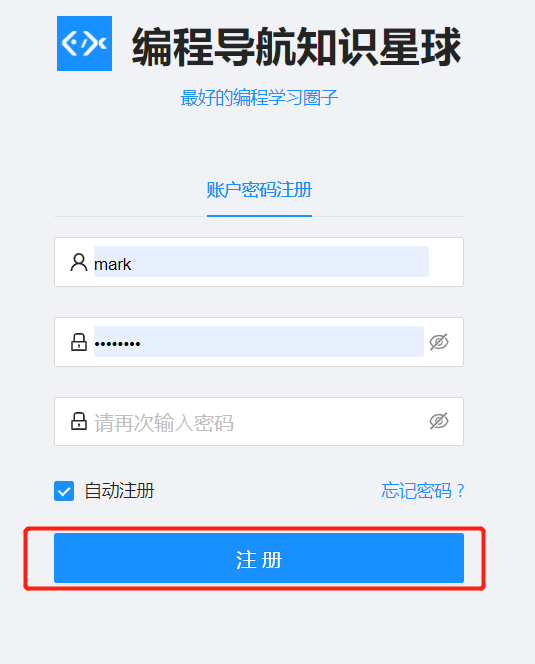 编程导航知识星球
最好的编程学习圈子
账户密码注册
mark
••••••••
请再次输入密码
自动注册 忘记密码 ?
注 册